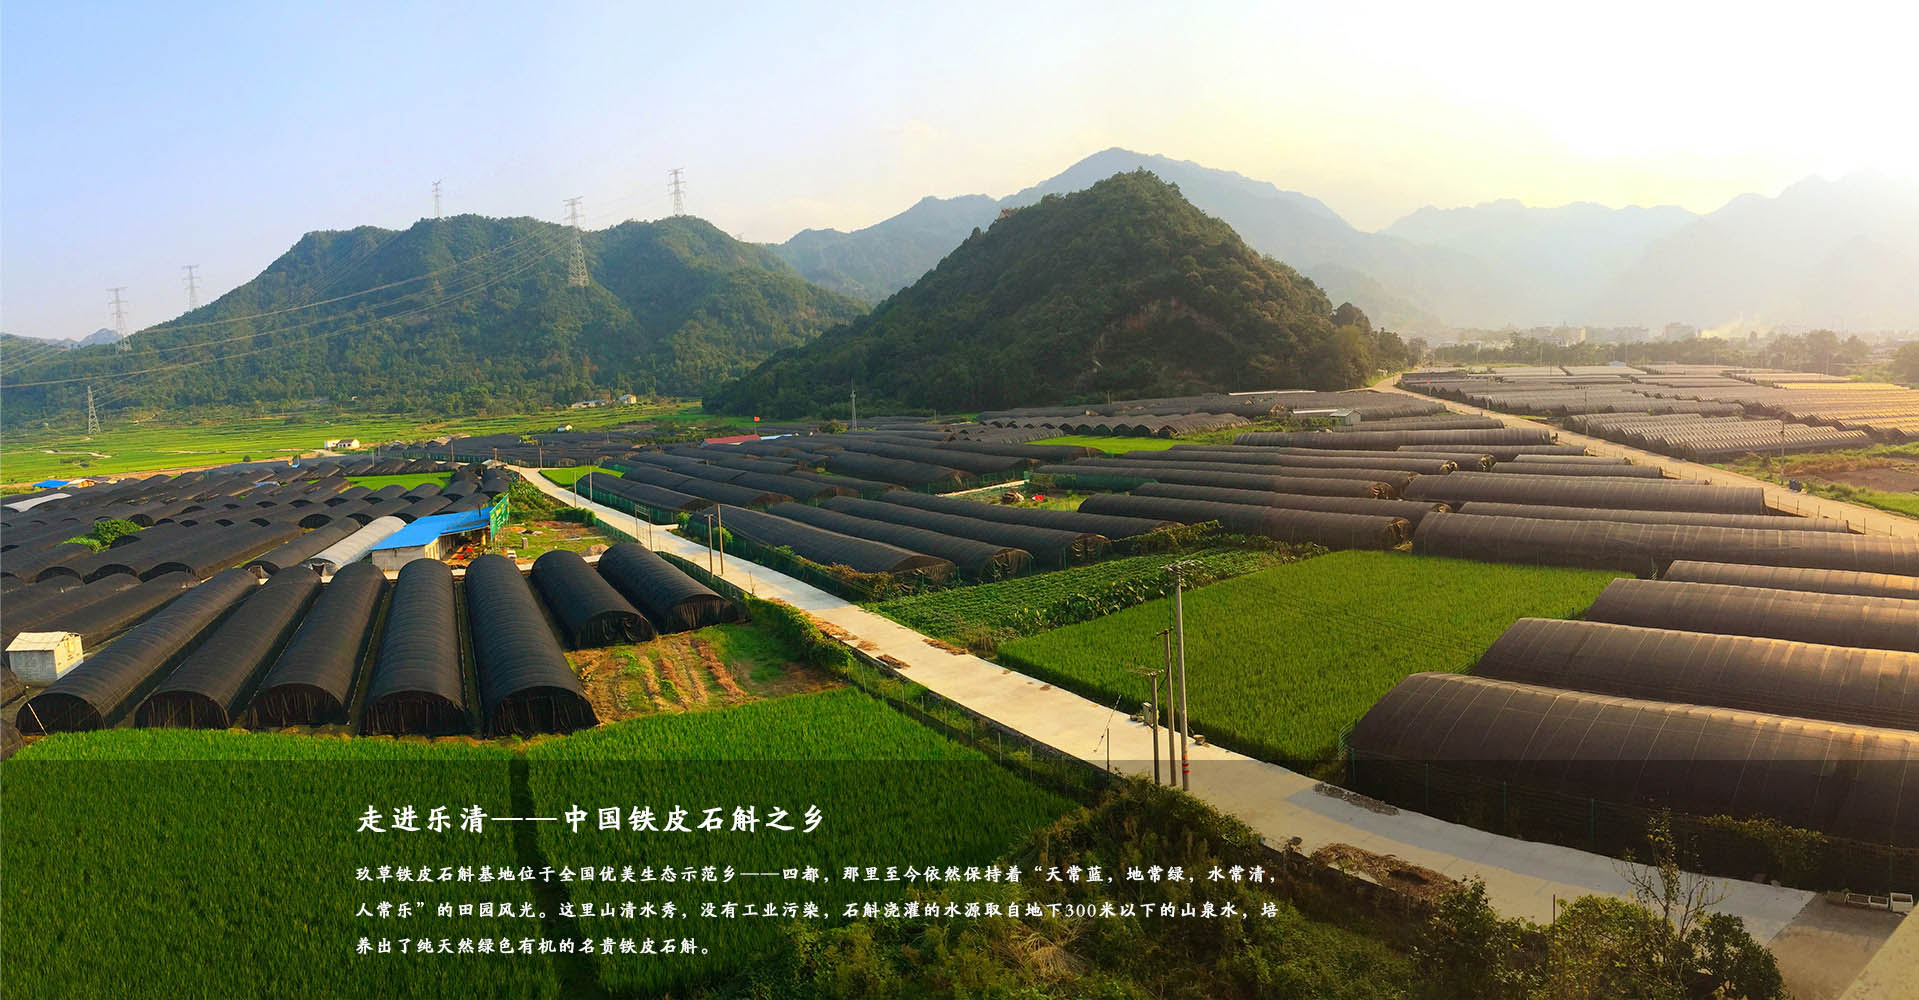 走进乐清——中国铁皮石斛之乡
玖草铁皮石斛基地位于全国优美生态示范乡——四都，那里至今依然保持着“天常蓝，地常绿，水常清，
人常乐”的田园风光。这里山清水秀，没有工业污染，石斛浇灌的水源取自地下300米以下的山泉水，培
养出了纯天然绿色有机的名贵铁皮石斛。